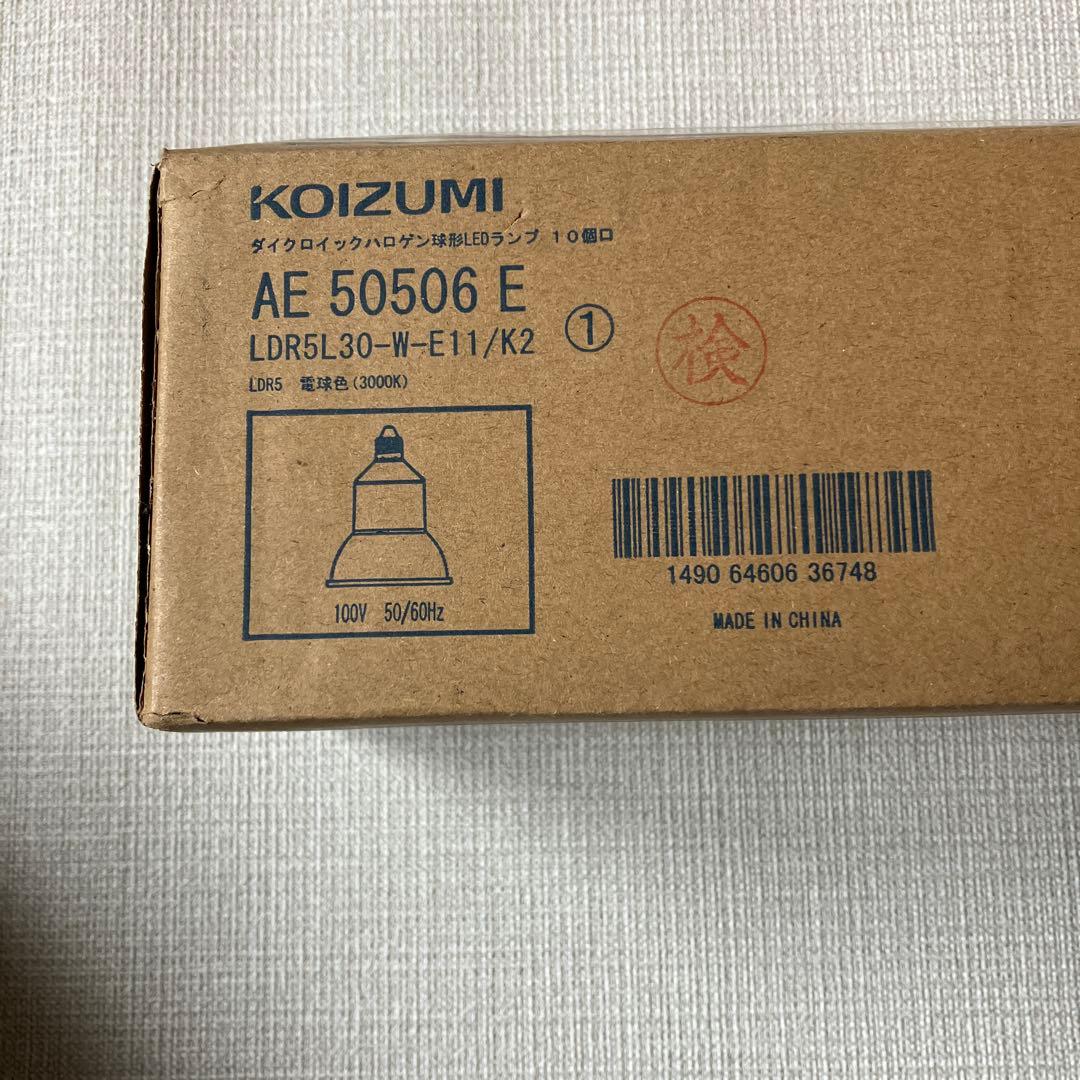 KOIZUMI
ダイクロイックハロゲン球形LEDランプ 10個口
AE 50506 E
LDR5L30-W-E11/K2 ①
検
LDR5 電球色(3000K)
100V 50/60Hz
1490 64606 36748
MADE IN CHINA